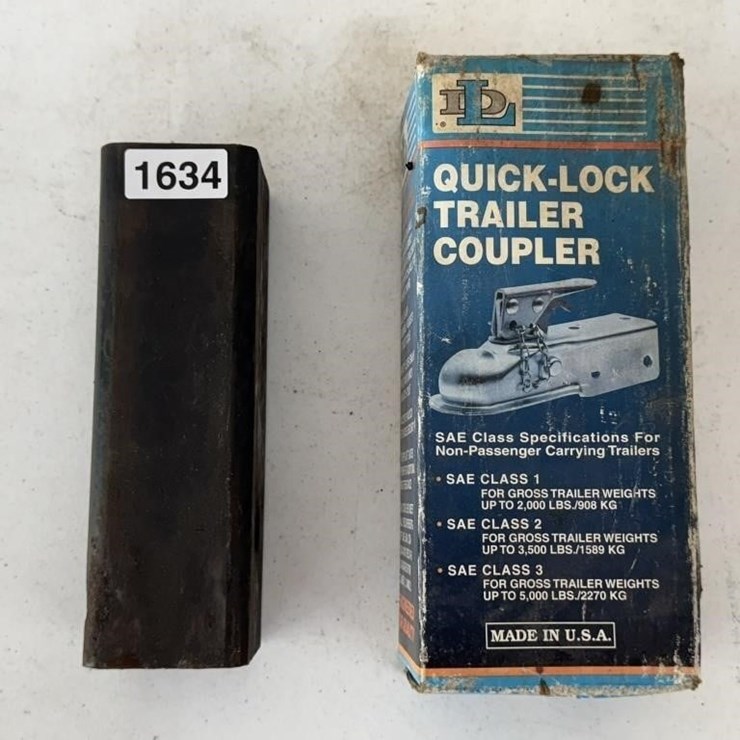 1634
DL
QUICK-LOCK
TRAILER
COUPLER
SAE Class Specifications For
Non-Passenger Carrying Trailers
• SAE CLASS 1
FOR GROSS TRAILER WEIGHTS
UP TO 2,000 LBS./908 KG
• SAE CLASS 2
FOR GROSS TRAILER WEIGHTS
UP TO 3,500 LBS./1589 KG
• SAE CLASS 3
FOR GROSS TRAILER WEIGHTS
UP TO 5,000 LBS./2270 KG
MADE IN U.S.A.